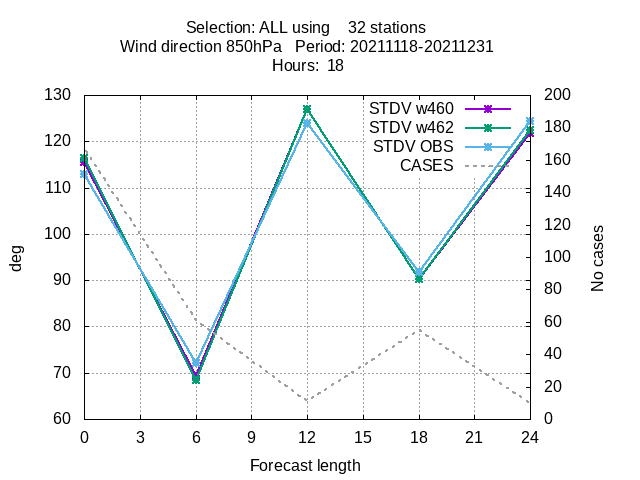 Selection: ALL using    32 stations
Wind direction 850hPa   Period: 20211118-20211231
Hours:  18
STDV w460
STDV w462
STDV OBS
CASES
130
120
110
100
90
80
70
60
200
180
160
140
120
100
80
60
40
20
0
deg
No cases
0 3 6 9 12 15 18 21 24
Forecast length